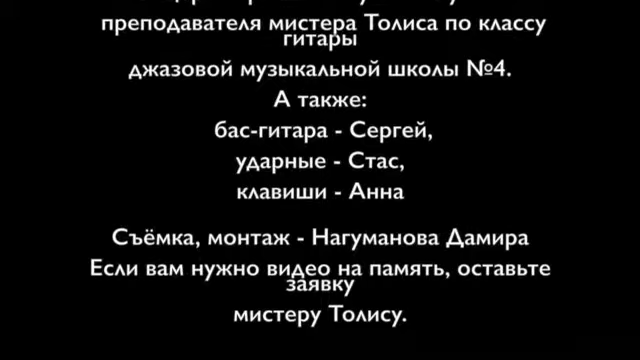 преподавателя мистера Толиса по классу
гитары
джазовой музыкальной школы №4.
А также:
бас-гитара - Сергей,
ударные - Стас,
клавиши - Анна
Съёмка, монтаж - Нагуманова Дамира
Если вам нужно видео на память, оставьте
заявку
мистеру Толису.